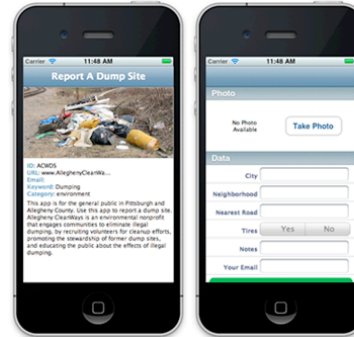 Carrier 11:48 AM
Report A Dump Site
ID: ACWDS
URL: www.AlleghenyCleanWa...
Email:
Keyword: Dumping
Category: environment
This app is for the general public in Pittsburgh and
Allegheny County. Use this app to report a dump site.
Allegheny CleanWays is an environmental nonprofit
that engages communities to eliminate illegal
dumping, by recruiting volunteers for cleanup efforts,
promoting the stewardship of former dump sites,
and educating the public about the effects of illegal
dumping.
Carrier 11:48 AM
Photo
No Photo
Available
Take Photo
Data
City
Neighborhood
Nearest Road
Tires Yes No
Notes
Your Email